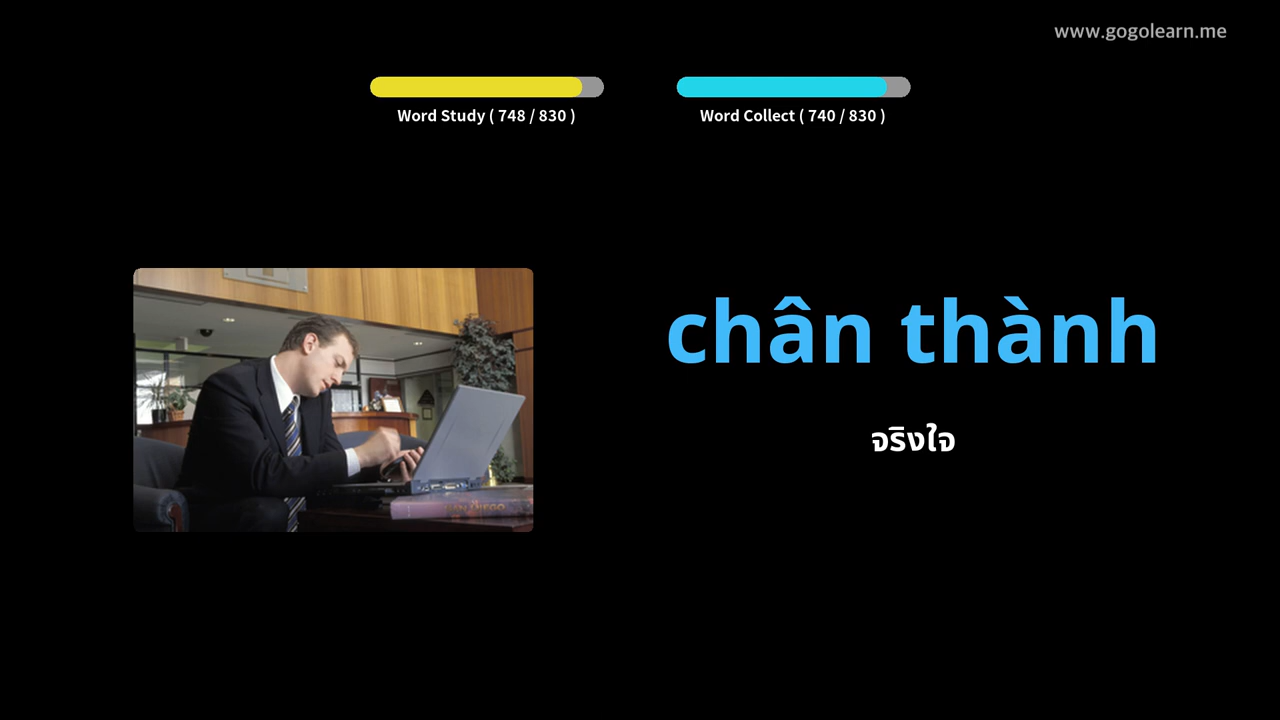 www.gogolearn.me
Word Study ( 748 / 830 )
Word Collect ( 740 / 830 )
chân thành
จริงใจ